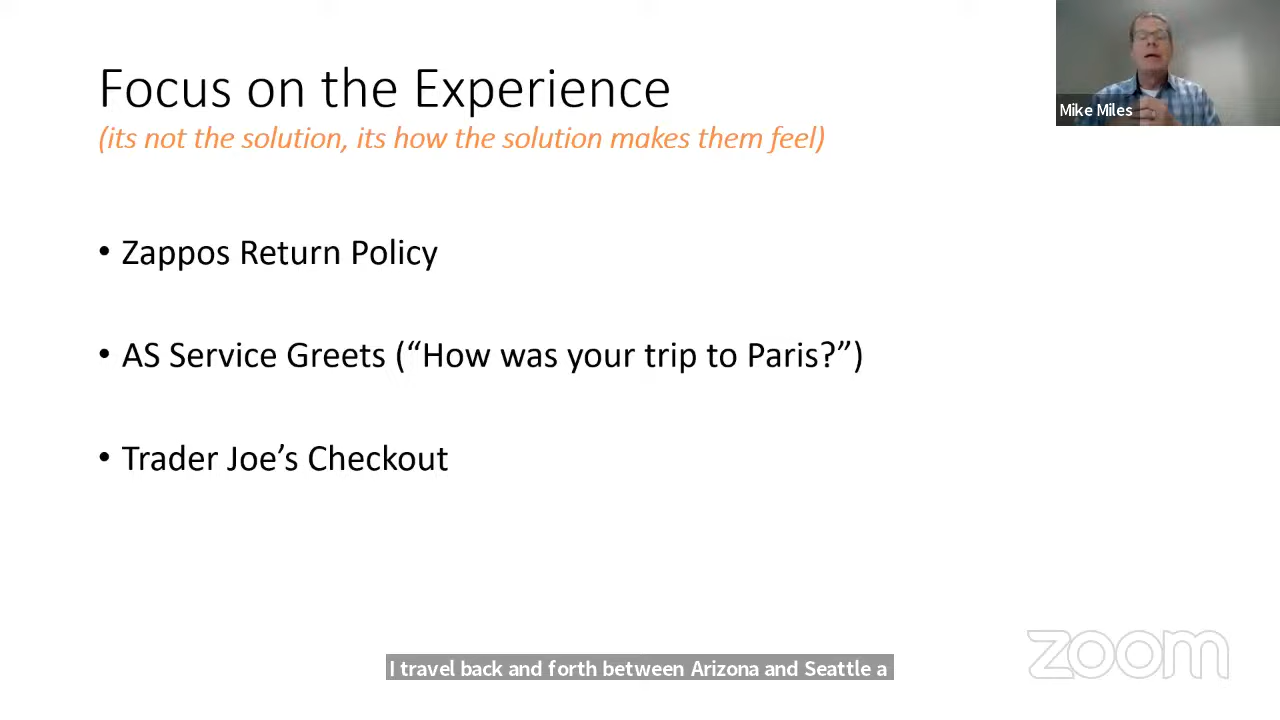 Focus on the Experience
(its not the solution, its how the solution makes them feel)
• Zappos Return Policy
• AS Service Greets (“How was your trip to Paris?”)
• Trader Joe’s Checkout
Mike Miles
I travel back and forth between Arizona and Seattle a
zoom